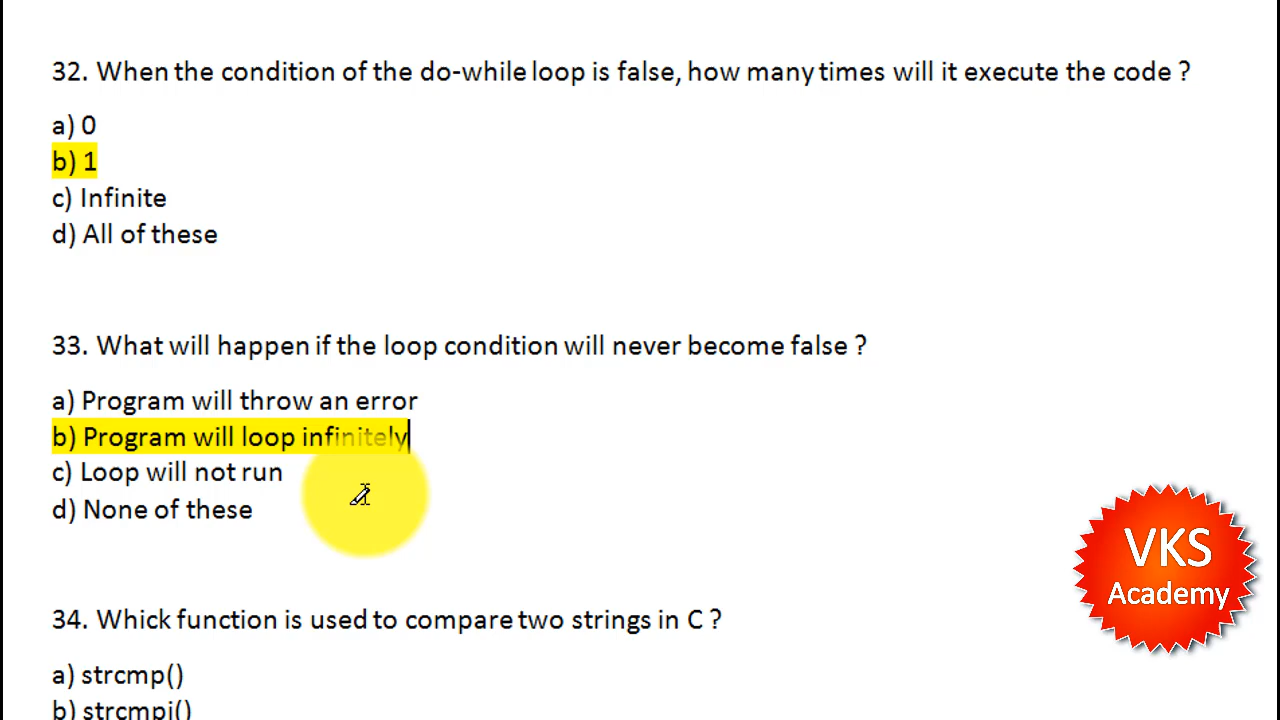 32. When the condition of the do-while loop is false, how many times will it execute the code ?
a) 0
b) 1
c) Infinite
d) All of these
33. What will happen if the loop condition will never become false ?
a) Program will throw an error
b) Program will loop infinitely
c) Loop will not run
d) None of these
VKS
Academy
34. Whick function is used to compare two strings in C ?
a) strcmp()
b) strcmpi()